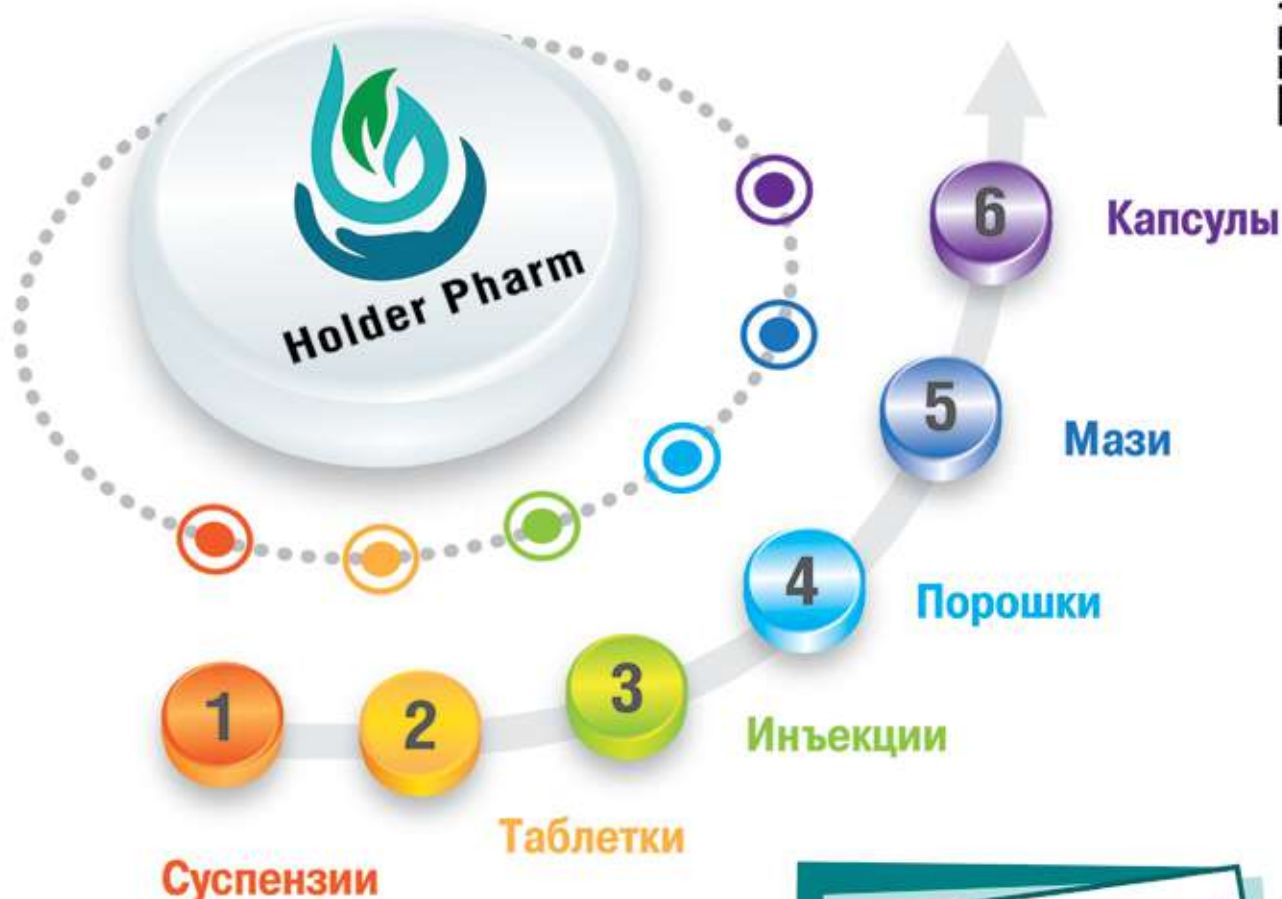 Holder Pharm
6
Капсулы
5
Мази
4
Порошки
3
Инъекции
2
Таблетки
1
Суспензии